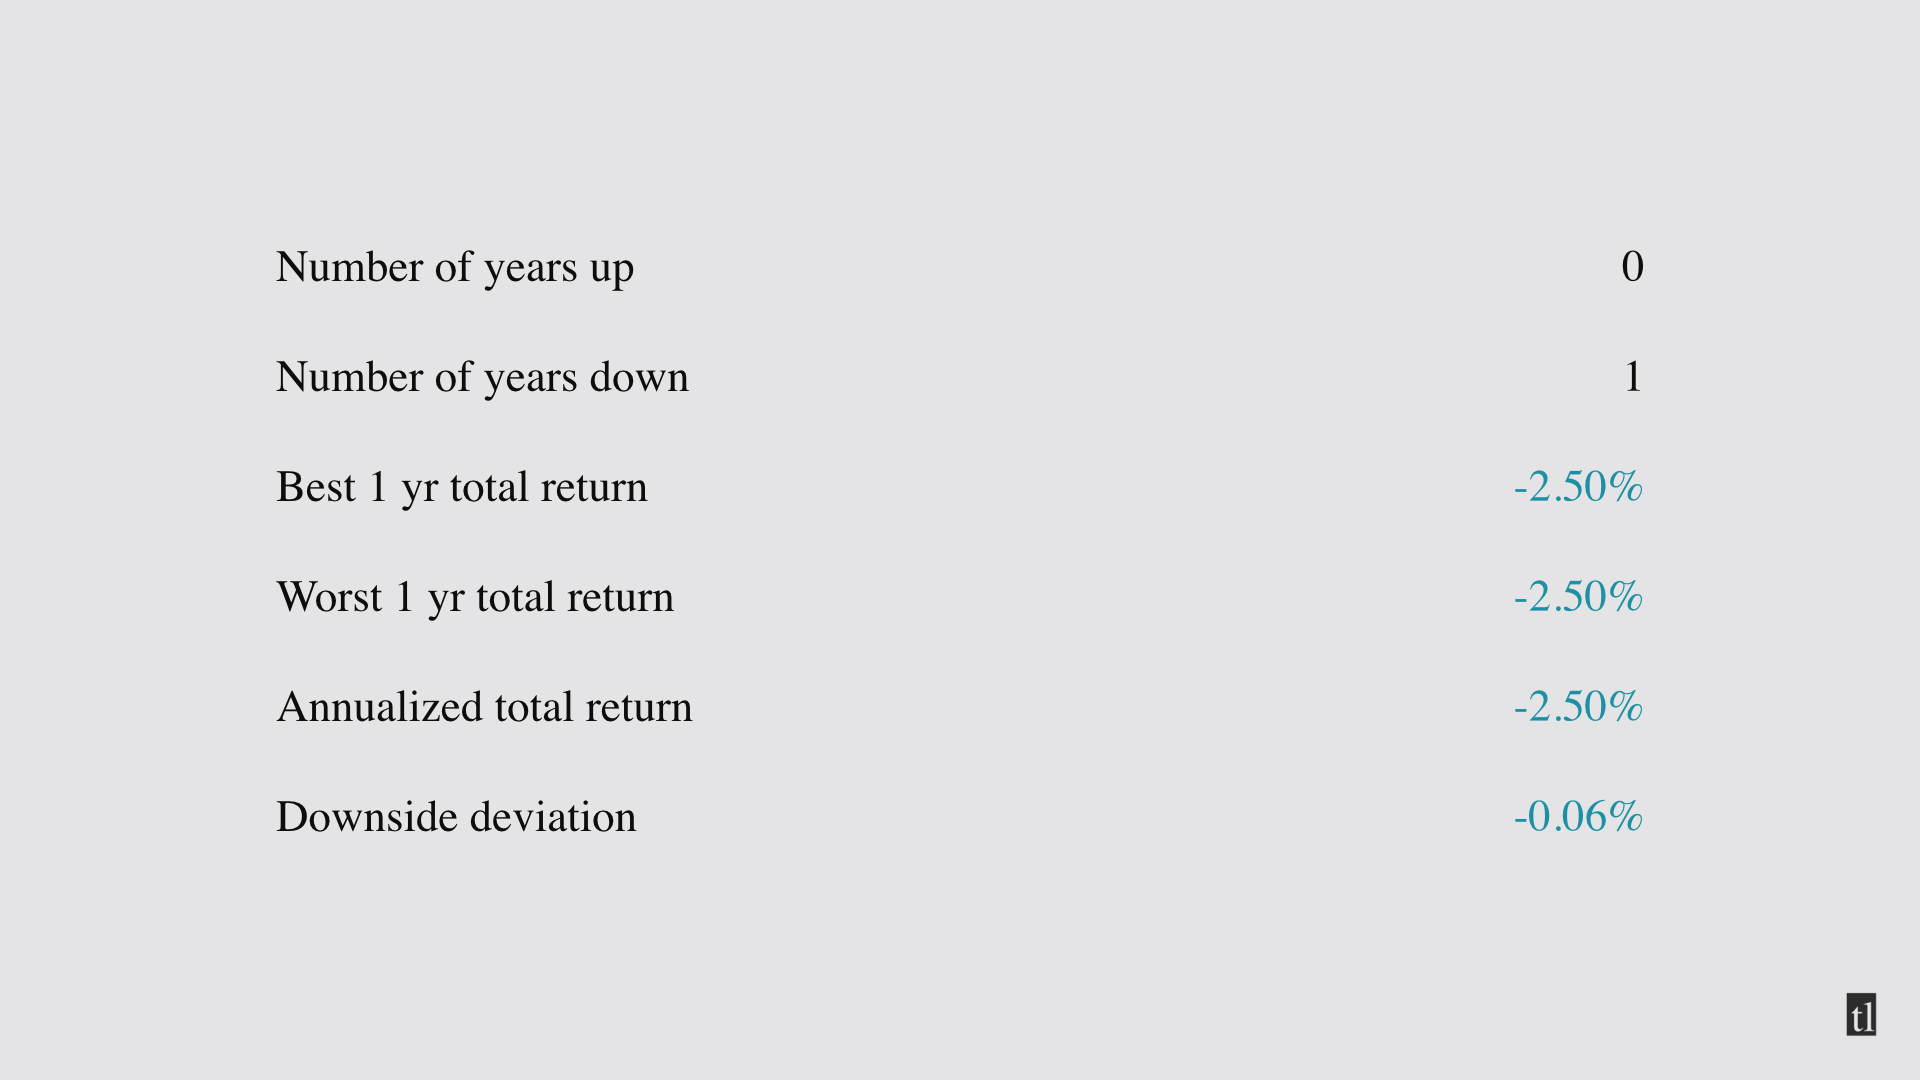 Number of years up 0
Number of years down 1
Best 1 yr total return -2.50%
Worst 1 yr total return -2.50%
Annualized total return -2.50%
Downside deviation -0.06%
tl